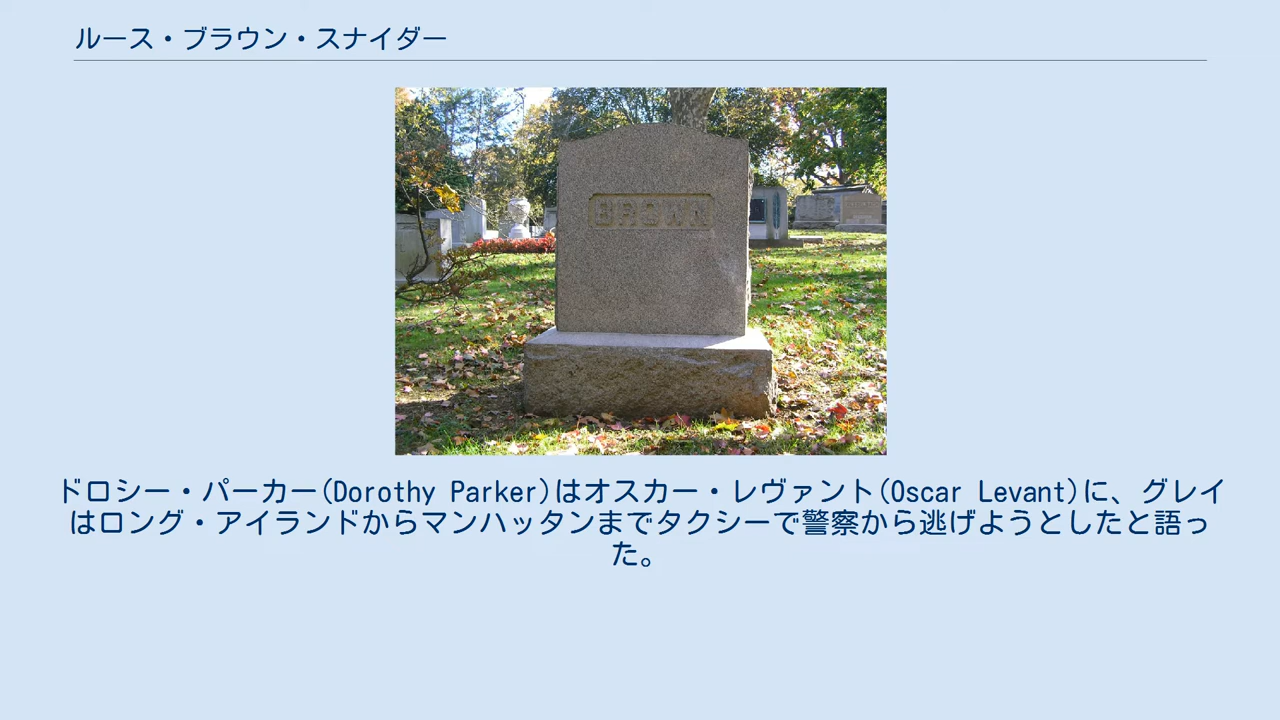 ルース・ブラウン・スナイダー
BROWN
ドロシー・パーカー(Dorothy Parker)はオスカー・レヴァント(Oscar Levant)に、グレイ
はロング・アイランドからマンハッタンまでタクシーで警察から逃げようとしたと語っ
た。